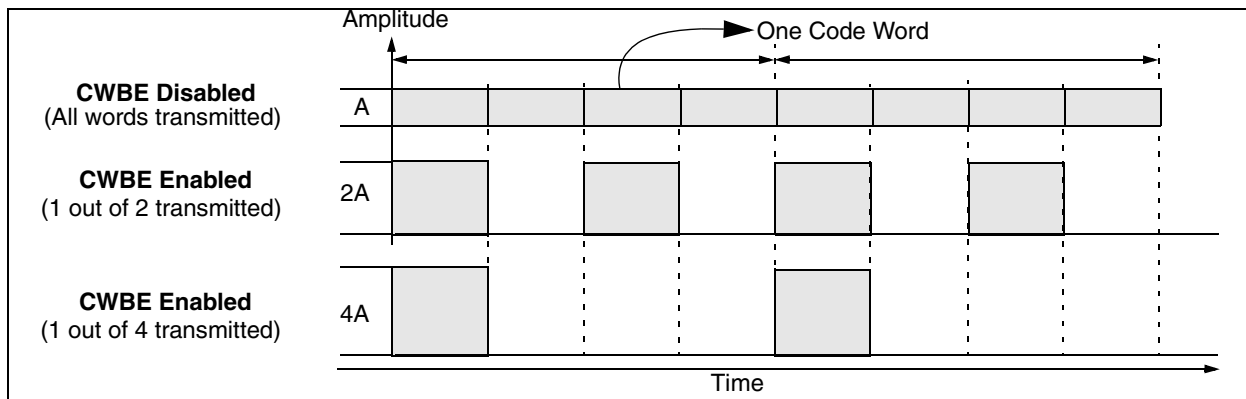 Amplitude
One Code Word
CWBE Disabled
(All words transmitted)
A
CWBE Enabled
(1 out of 2 transmitted)
2A
CWBE Enabled
(1 out of 4 transmitted)
4A
Time